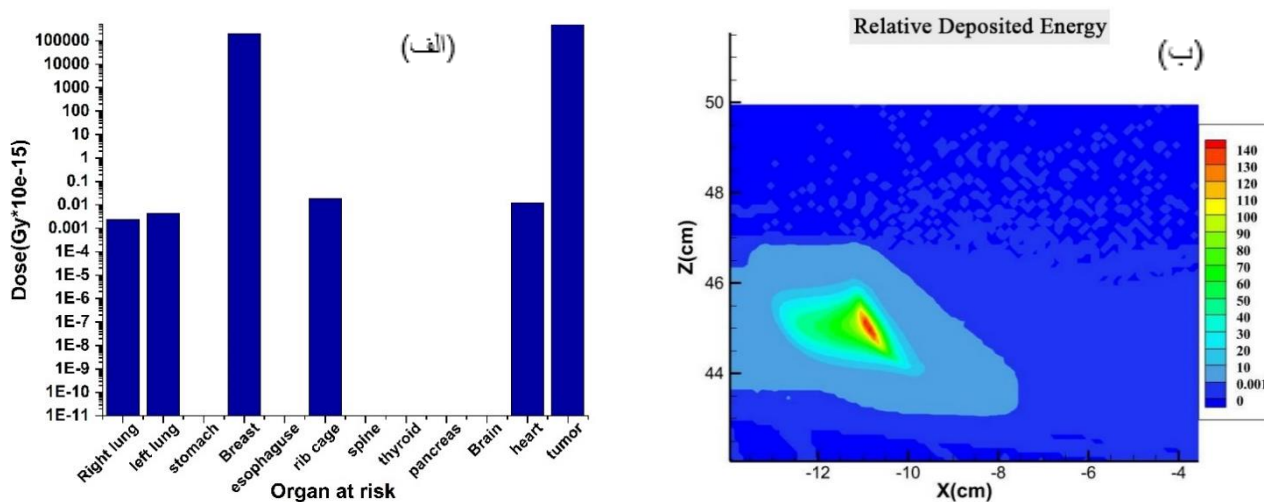 (الف)
100000
10000
1000
100
10
1
0.1
0.01
0.001
1E-4
1E-5
1E-6
1E-7
1E-8
1E-9
1E-10
1E-11
Dose(Gy*10e-15)
Right lung
left lung
stomach
Breast
esophaguse
rib cage
spine
thyroid
pancreas
Brain
heart
tumor
Organ at risk
Relative Deposited Energy
(ب)
50
48
46
44
Z(cm)
-12
-10
-8
-6
-4
X(cm)
140
130
120
110
100
90
80
70
60
50
40
30
20
10
0.001
0